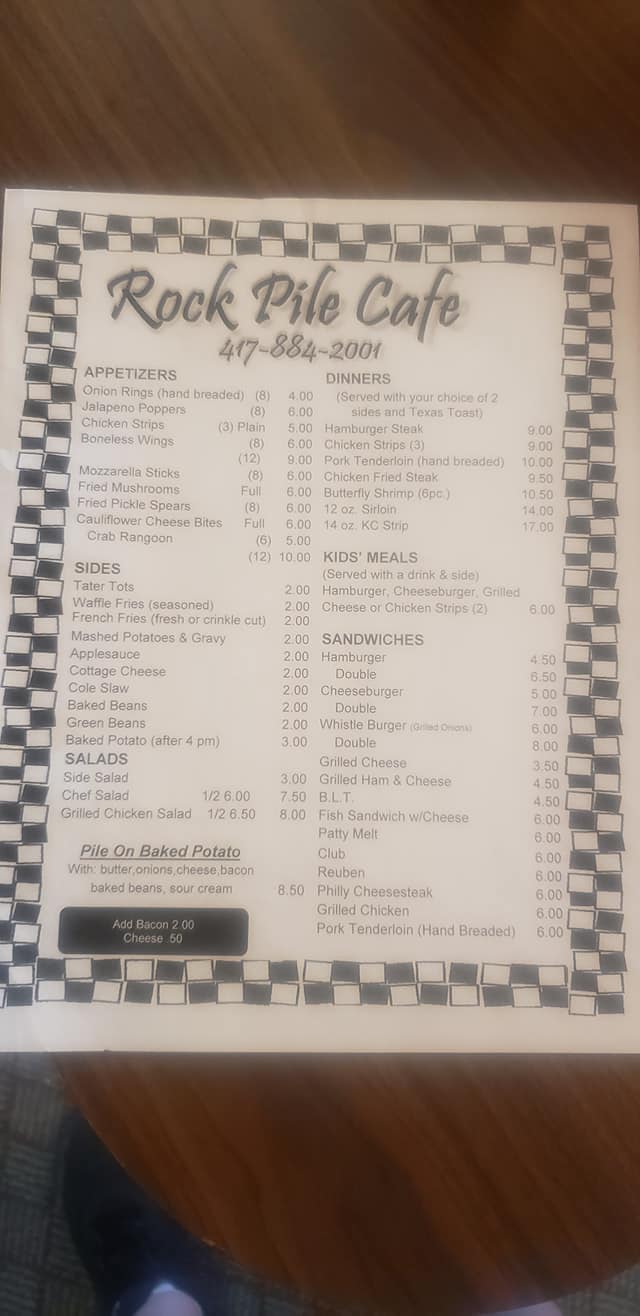 Rock Pile Cafe
417-884-2001
APPETIZERS
Onion Rings (hand breaded) (8) 4.00
Jalapeno Poppers (8) 6.00
Chicken Strips (3) Plain 5.00
Boneless Wings (8) 6.00
(12) 9.00
Mozzarella Sticks (8) 6.00
Fried Mushrooms Full 6.00
Fried Pickle Spears (8) 6.00
Cauliflower Cheese Bites Full 6.00
Crab Rangoon (6) 5.00
(12) 10.00
SIDES
Tater Tots 2.00
Waffle Fries (seasoned) 2.00
French Fries (fresh or crinkle cut) 2.00
Mashed Potatoes & Gravy 2.00
Applesauce 2.00
Cottage Cheese 2.00
Cole Slaw 2.00
Baked Beans 2.00
Green Beans 2.00
Baked Potato (after 4 pm) 3.00
SALADS
Side Salad 3.00
Chef Salad 1/2 6.00 7.50
Grilled Chicken Salad 1/2 6.50 8.00
Pile On Baked Potato
With: butter,onions,cheese,bacon
baked beans, sour cream 8.50
Add Bacon 2.00
Cheese .50
DINNERS
(Served with your choice of 2
sides and Texas Toast)
Hamburger Steak 9.00
Chicken Strips (3) 9.00
Pork Tenderloin (hand breaded) 10.00
Chicken Fried Steak 9.50
Butterfly Shrimp (6pc.) 10.50
12 oz. Sirloin 14.00
14 oz. KC Strip 17.00
KIDS' MEALS
(Served with a drink & side)
Hamburger, Cheeseburger, Grilled
Cheese or Chicken Strips (2) 6.00
SANDWICHES
Hamburger 4.50
Double 6.50
Cheeseburger 5.00
Double 7.00
Whistle Burger (Grilled Onions) 6.00
Double 8.00
Grilled Cheese 3.50
Grilled Ham & Cheese 4.50
B.L.T. 4.50
Fish Sandwich w/Cheese 6.00
Patty Melt 6.00
Club 6.00
Reuben 6.00
Philly Cheesesteak 6.00
Grilled Chicken 6.00
Pork Tenderloin (Hand Breaded) 6.00